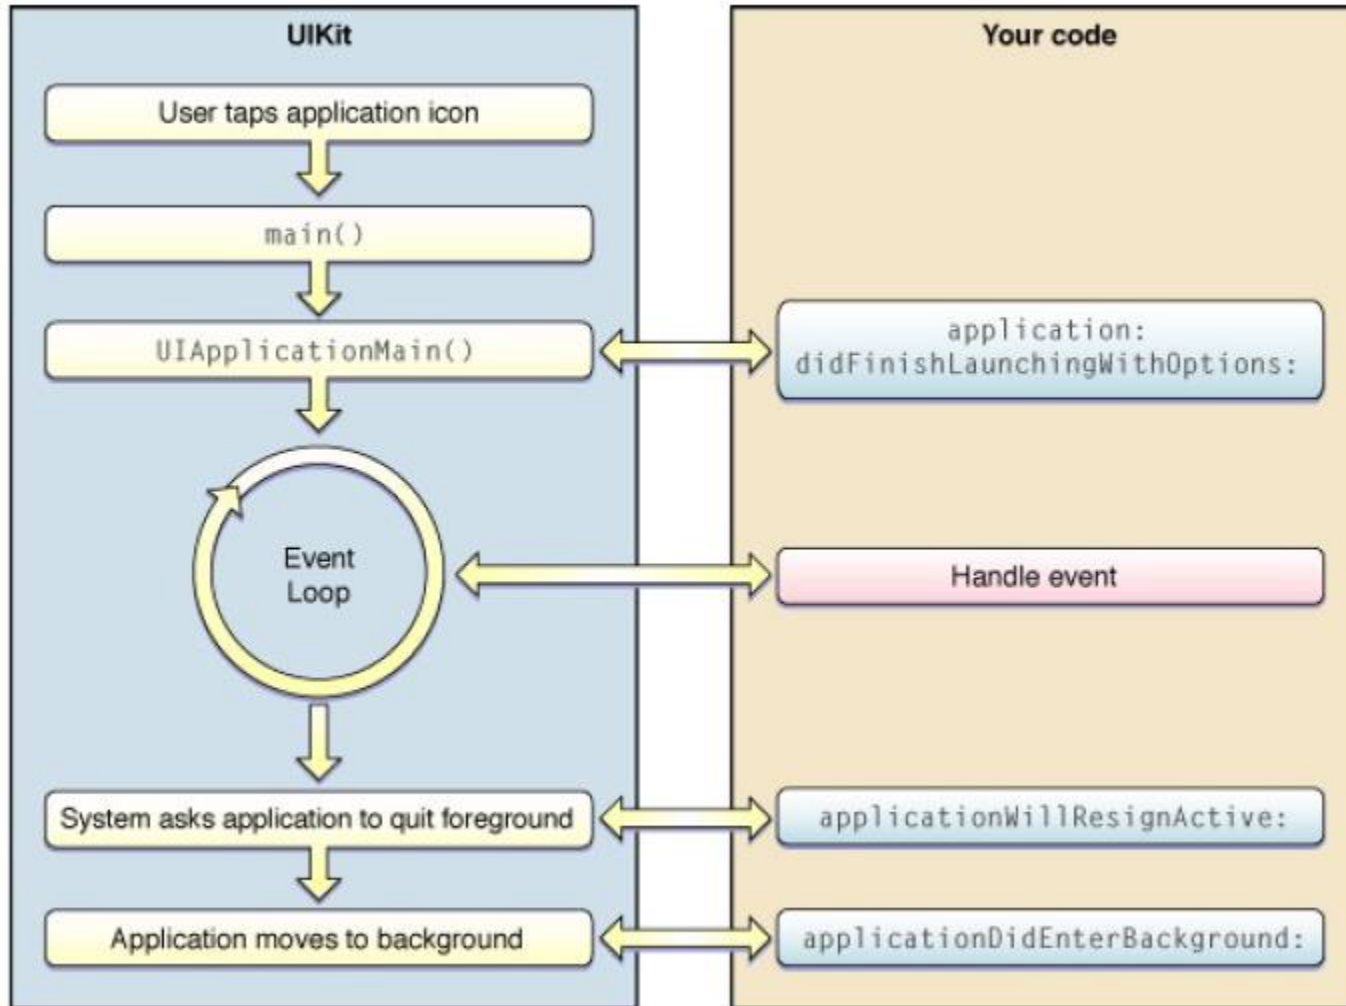 UIKit
User taps application icon
main()
UIApplicationMain()
Event
Loop
System asks application to quit foreground
Application moves to background
Your code
application:
didFinishLaunchingWithOptions:
Handle event
applicationWillResignActive:
applicationDidEnterBackground: